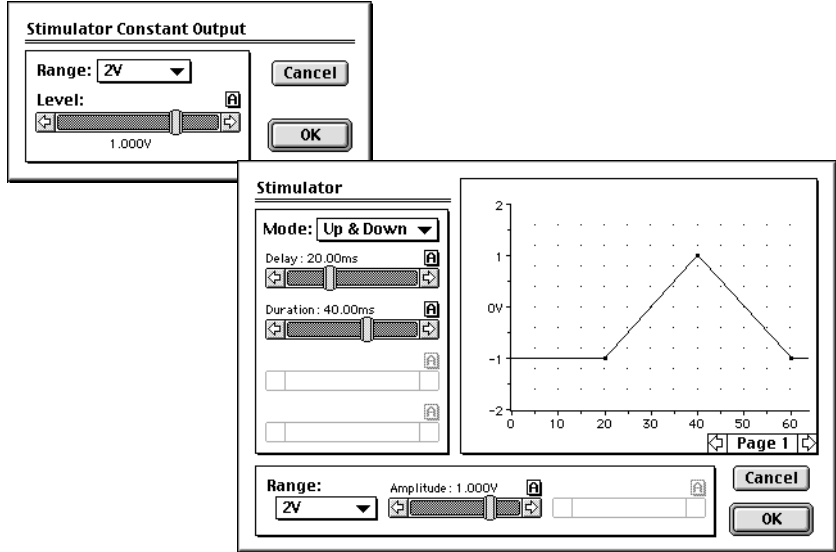 Stimulator Constant Output
Range: 2V
Cancel
Level:
A
1.000V
OK
Stimulator
Mode: Up & Down
Delay: 20.00ms
A
Duration: 40.00ms
A
A
A
2
1
0V
-1
-2
0 10 20 30 40 50 60
Page 1
Range:
2V
Amplitude: 1.000V
A
A
Cancel
OK